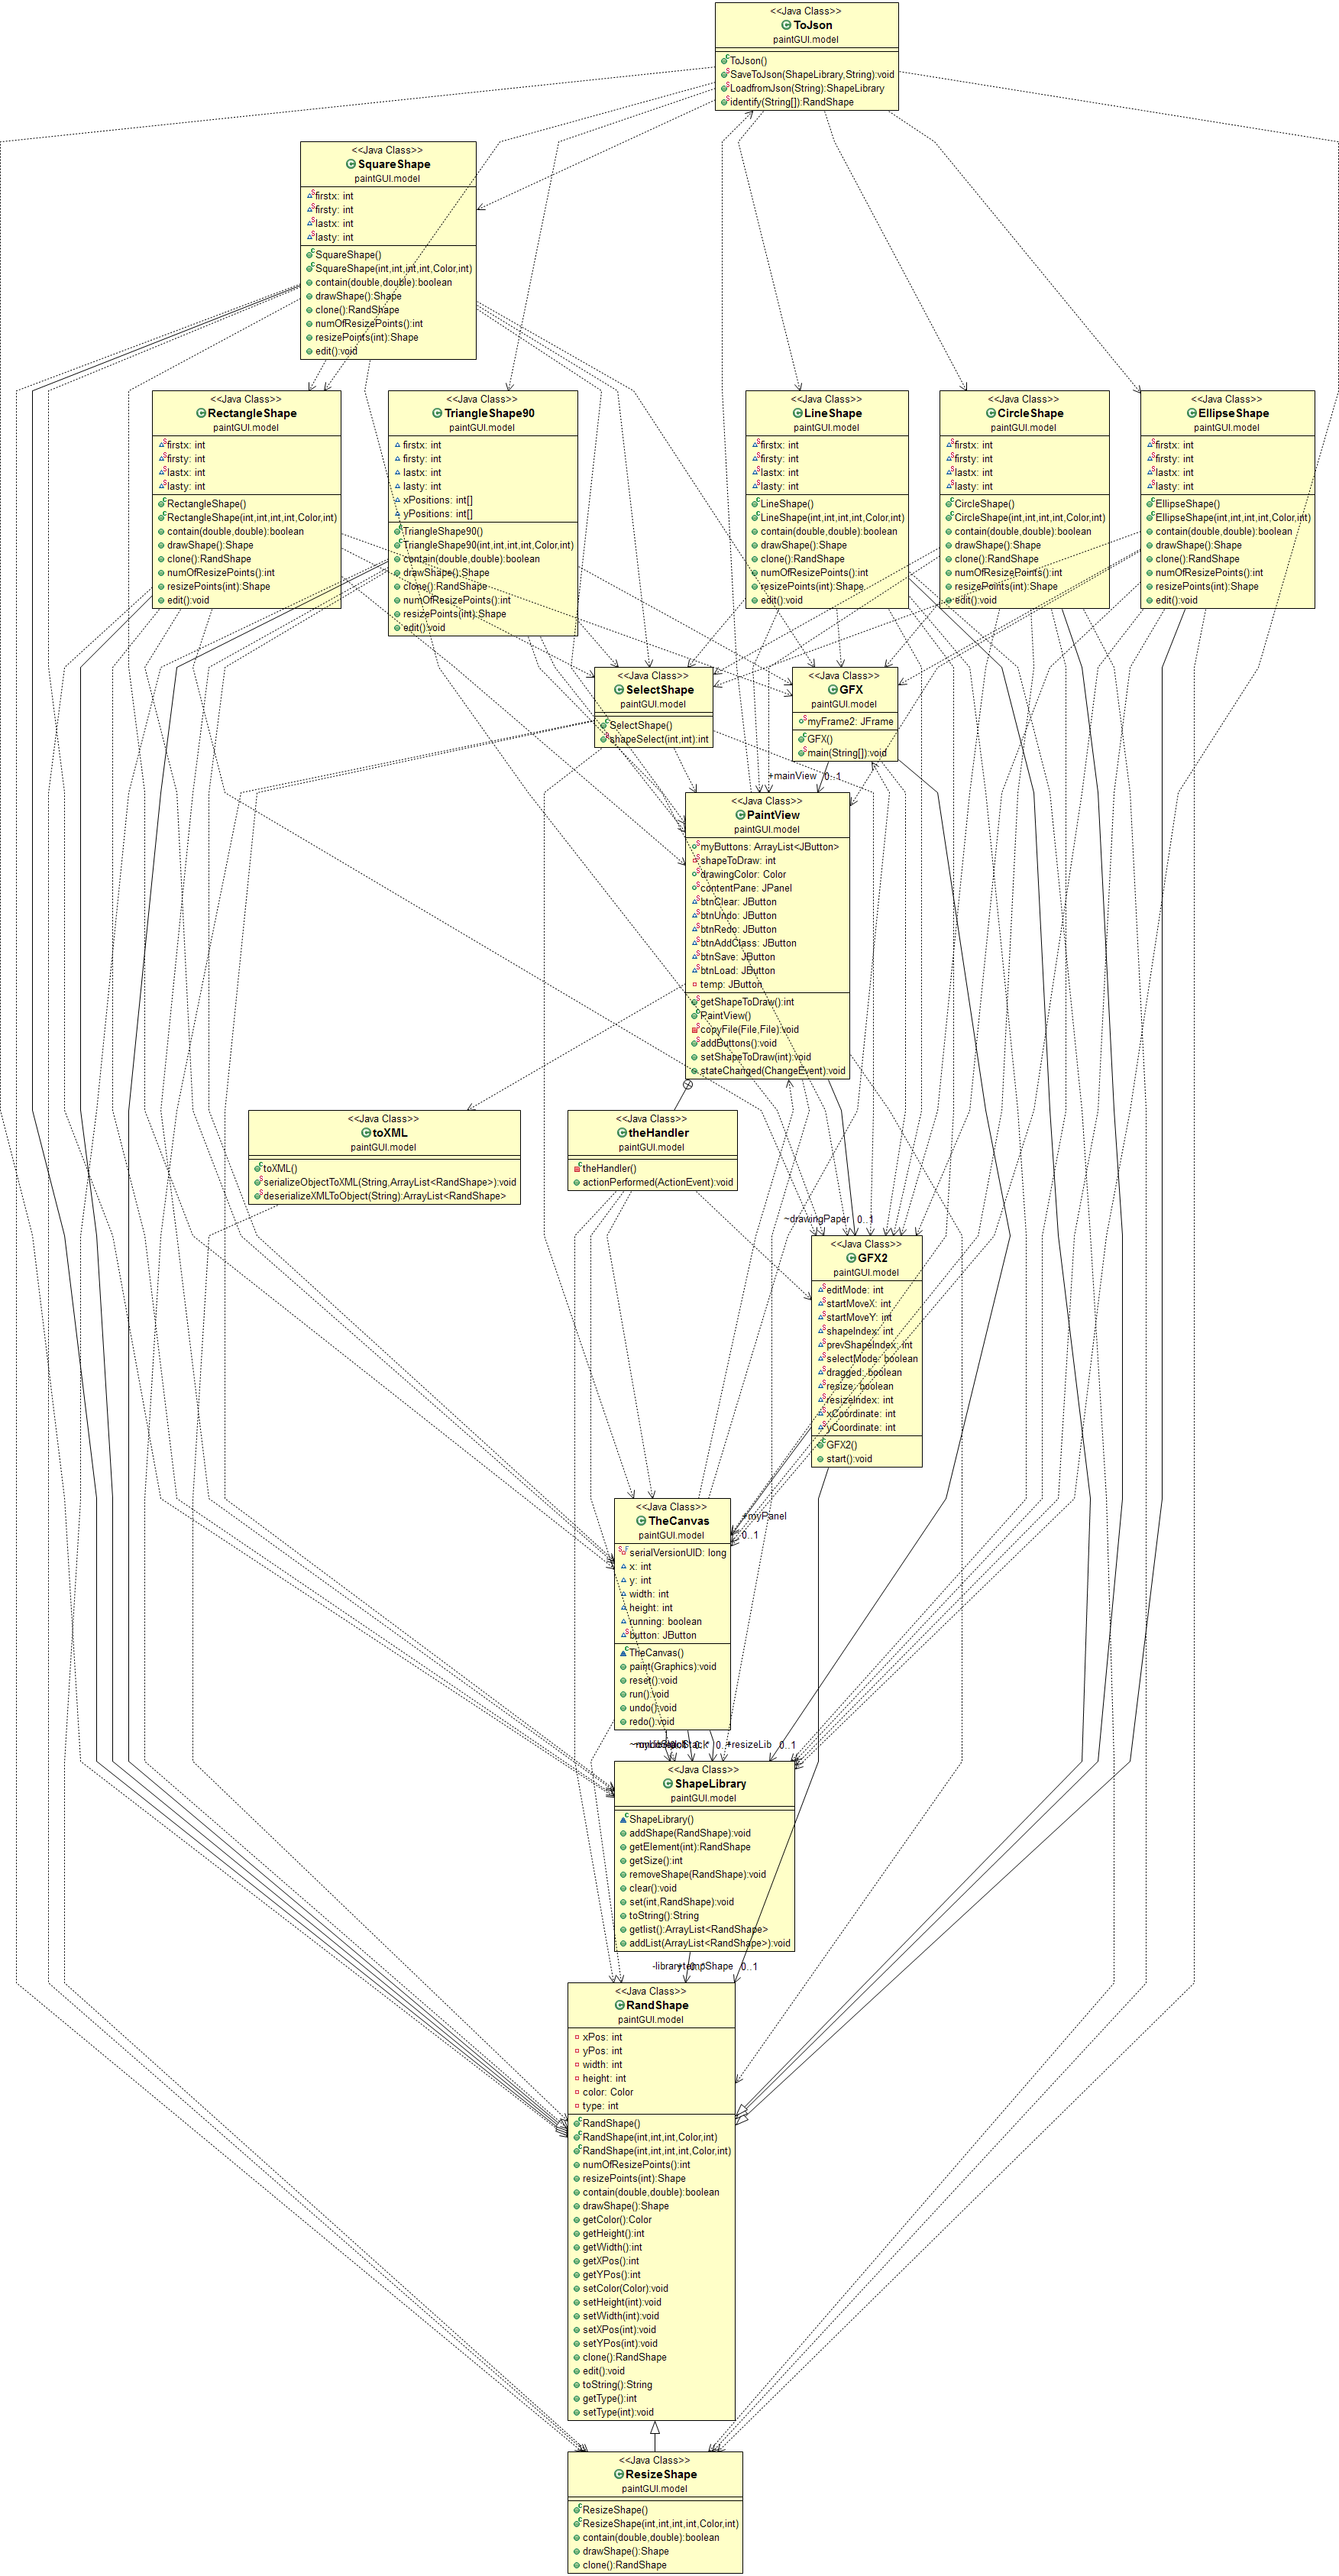 <<Java Class>>
ToJson
paintGUI.model
ToJson()
SaveToJson(ShapeLibrary,String):void
LoadfromJson(String):ShapeLibrary
identify(String[]):RandShape
<<Java Class>>
SquareShape
paintGUI.model
firstx: int
firsty: int
lastx: int
lasty: int
SquareShape()
SquareShape(int,int,int,int,Color,int)
contain(double,double):boolean
drawShape():Shape
clone():RandShape
numOfResizePoints():int
resizePoints(int):Shape
edit():void
<<Java Class>>
RectangleShape
paintGUI.model
firstx: int
firsty: int
lastx: int
lasty: int
RectangleShape()
RectangleShape(int,int,int,int,Color,int)
contain(double,double):boolean
drawShape():Shape
clone():RandShape
numOfResizePoints():int
resizePoints(int):Shape
edit():void
<<Java Class>>
TriangleShape90
paintGUI.model
firstx: int
firsty: int
lastx: int
lasty: int
xPositions: int[]
yPositions: int[]
TriangleShape90()
TriangleShape90(int,int,int,int,Color,int)
contain(double,double):boolean
drawShape():Shape
clone():RandShape
numOfResizePoints():int
resizePoints(int):Shape
edit():void
<<Java Class>>
LineShape
paintGUI.model
firstx: int
firsty: int
lastx: int
lasty: int
LineShape()
LineShape(int,int,int,int,Color,int)
contain(double,double):boolean
drawShape():Shape
clone():RandShape
numOfResizePoints():int
resizePoints(int):Shape
edit():void
<<Java Class>>
CircleShape
paintGUI.model
firstx: int
firsty: int
lastx: int
lasty: int
CircleShape()
CircleShape(int,int,int,int,Color,int)
contain(double,double):boolean
drawShape():Shape
clone():RandShape
numOfResizePoints():int
resizePoints(int):Shape
edit():void
<<Java Class>>
EllipseShape
paintGUI.model
firstx: int
firsty: int
lastx: int
lasty: int
EllipseShape()
EllipseShape(int,int,int,int,Color,int)
contain(double,double):boolean
drawShape():Shape
clone():RandShape
numOfResizePoints():int
resizePoints(int):Shape
edit():void
<<Java Class>>
SelectShape
paintGUI.model
SelectShape()
shapeSelect(int,int):int
<<Java Class>>
GFX
paintGUI.model
myFrame2: JFrame
GFX()
main(String[]):void
+mainView 0..1
<<Java Class>>
PaintView
paintGUI.model
myButtons: ArrayList<JButton>
shapeToDraw: int
drawingColor: Color
contentPane: JPanel
btnClear: JButton
btnUndo: JButton
btnRedo: JButton
btnAddClass: JButton
btnSave: JButton
btnLoad: JButton
temp: JButton
getShapeToDraw():int
PaintView()
copyFile(File,File):void
addButtons():void
setShapeToDraw(int):void
stateChanged(ChangeEvent):void
<<Java Class>>
toXML
paintGUI.model
toXML()
serializeObjectToXML(String,ArrayList<RandShape>):void
deserializeXMLToObject(String):ArrayList<RandShape>
<<Java Class>>
theHandler
paintGUI.model
theHandler()
actionPerformed(ActionEvent):void
~drawingPaper 0..1
<<Java Class>>
GFX2
paintGUI.model
editMode: int
startMoveX: int
startMoveY: int
shapeIndex: int
prevShapeIndex: int
selectMode: boolean
dragged: boolean
resize: boolean
resizeIndex: int
xCoordinate: int
yCoordinate: int
GFX2()
start():void
+myPanel
0..1
<<Java Class>>
TheCanvas
paintGUI.model
serialVersionUID: long
x: int
y: int
width: int
height: int
running: boolean
button: JButton
TheCanvas()
paint(Graphics):void
reset():void
run():void
undo():void
redo():void
+resizeLib 0..1
<<Java Class>>
ShapeLibrary
paintGUI.model
ShapeLibrary()
addShape(RandShape):void
getElement(int):RandShape
getSize():int
removeShape(RandShape):void
clear():void
set(int,RandShape):void
toString():String
getlist():ArrayList<RandShape>
addList(ArrayList<RandShape>):void
-library 0..1
<<Java Class>>
RandShape
paintGUI.model
xPos: int
yPos: int
width: int
height: int
color: Color
type: int
RandShape()
RandShape(int,int,int,Color,int)
RandShape(int,int,int,int,Color,int)
numOfResizePoints():int
resizePoints(int):Shape
contain(double,double):boolean
drawShape():Shape
getColor():Color
getHeight():int
getWidth():int
getXPos():int
getYPos():int
setColor(Color):void
setHeight(int):void
setWidth(int):void
setXPos(int):void
setYPos(int):void
clone():RandShape
edit():void
toString():String
getType():int
setType(int):void
<<Java Class>>
ResizeShape
paintGUI.model
ResizeShape()
ResizeShape(int,int,int,int,Color,int)
contain(double,double):boolean
drawShape():Shape
clone():RandShape